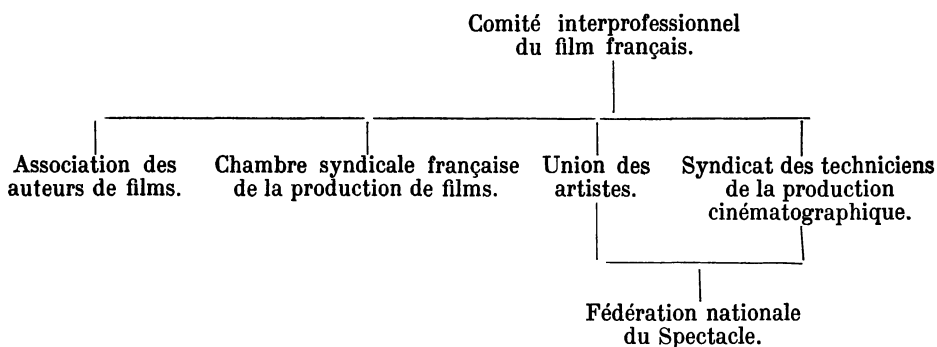 Comité interprofessionnel
du film français.
Association des
auteurs de films.
Chambre syndicale française
de la production de films.
Union des
artistes.
Syndicat des techniciens
de la production
cinématographique.
Fédération nationale
du Spectacle.